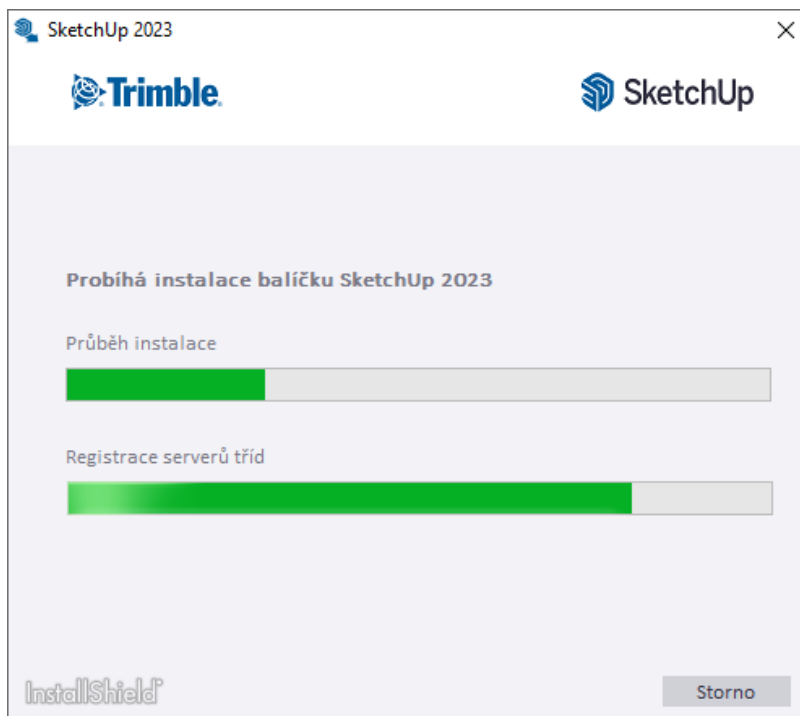 SketchUp 2023
Trimble.
SketchUp
Probíhá instalace balíčku SketchUp 2023
Průběh instalace
Registrace serverů tříd
InstallShield
Storno